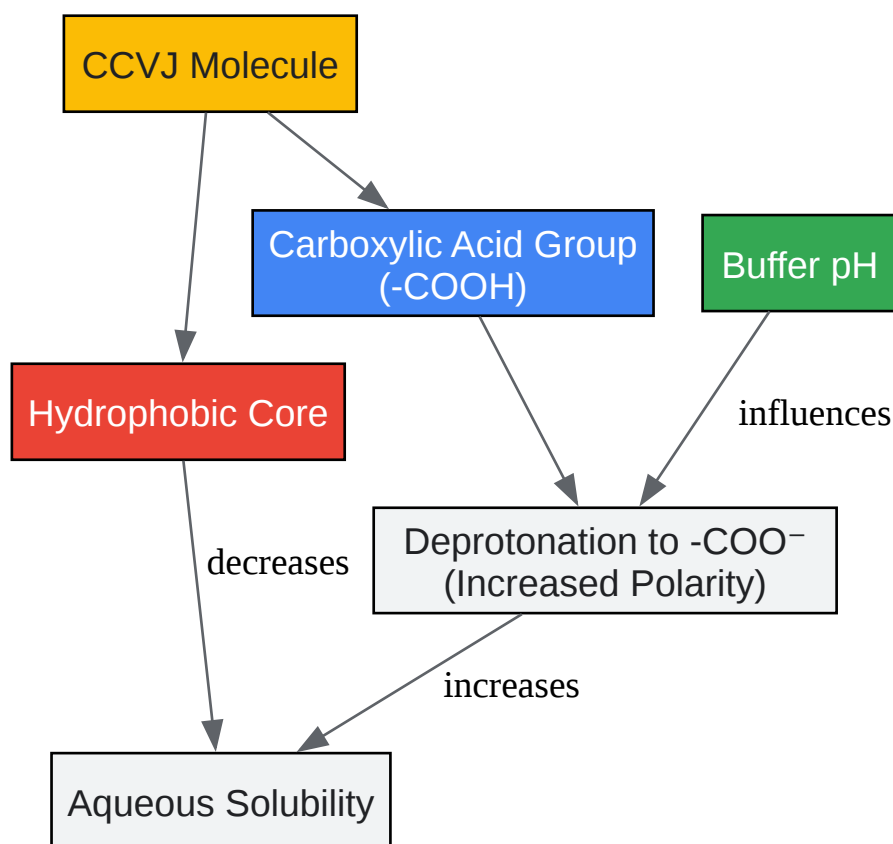 CCVJ Molecule
Carboxylic Acid Group
(-COOH)
Buffer pH
Hydrophobic Core
influences
Deprotonation to -COO⁻
(Increased Polarity)
decreases
increases
Aqueous Solubility